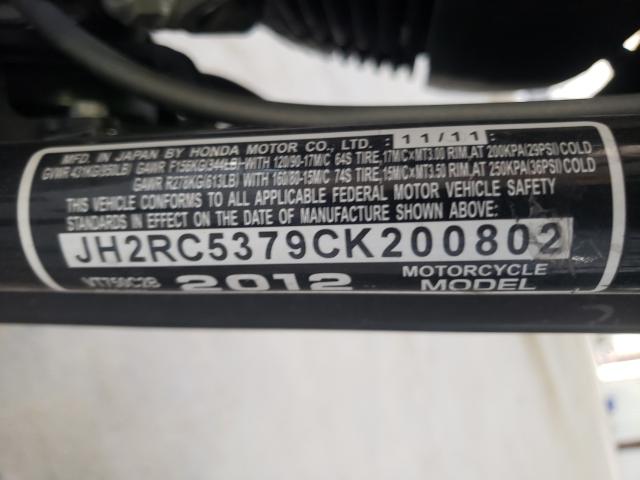 MFD. IN JAPAN BY HONDA MOTOR CO., LTD. 11/11
GVWR 431KG(950LB) GAWR F156KG(344LB)-WITH 120/90-17M/C 64S TIRE,17M/C×MT3.00 RIM,AT 200KPA(29PSI)COLD
GAWR R278KG(613LB) WITH 160/80-15M/C 74S TIRE,15M/C×MT3.50 RIM,AT 250KPA(36PSI)COLD
THIS VEHICLE CONFORMS TO ALL APPLICABLE FEDERAL MOTOR VEHICLE SAFETY
STANDARDS IN EFFECT ON THE DATE OF MANUFACTURE SHOWN ABOVE:
JH2RC5379CK200802
VT750C2B 2012 MOTORCYCLE MODEL